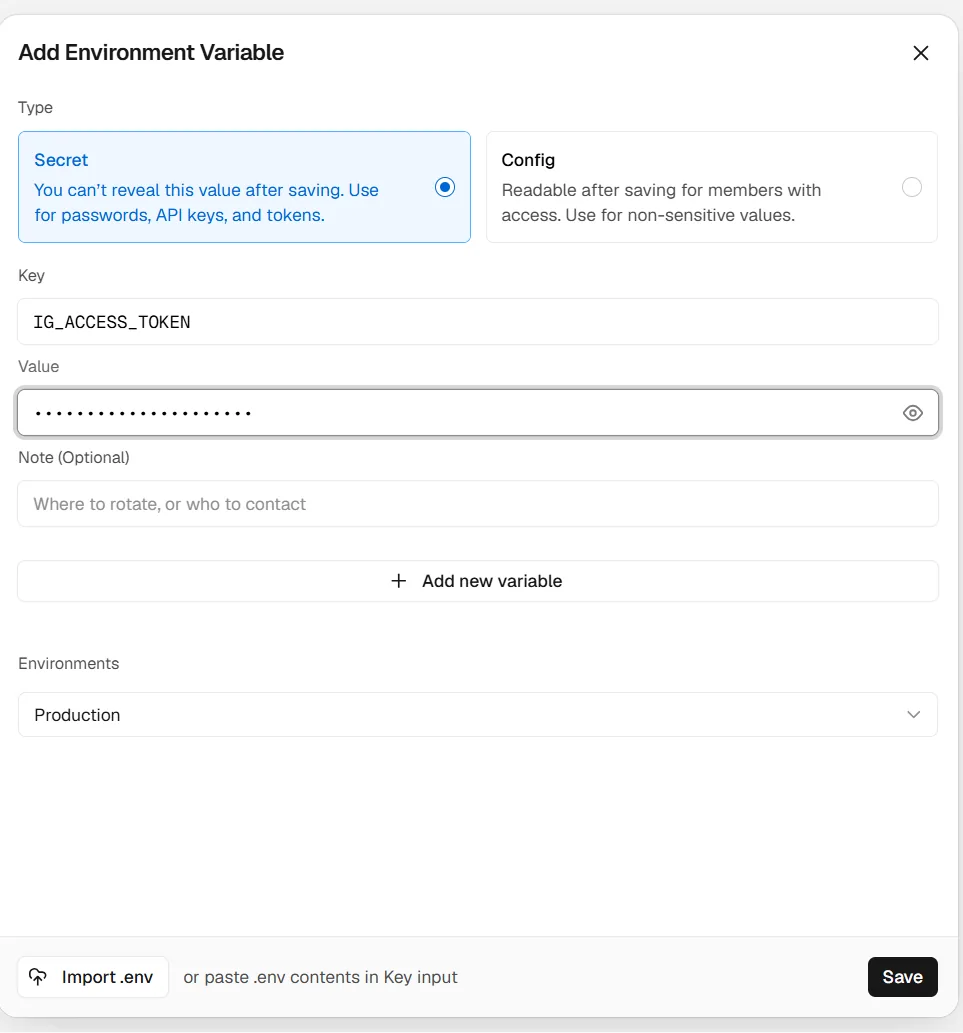 Add Environment Variable
Type
Secret
You can't reveal this value after saving. Use
for passwords, API keys, and tokens.
Config
Readable after saving for members with
access. Use for non-sensitive values.
Key
IG_ACCESS_TOKEN
Value
•••••••••••••••••••••
Note (Optional)
Where to rotate, or who to contact
Add new variable
Environments
Production
Import .env
or paste .env contents in Key input
Save